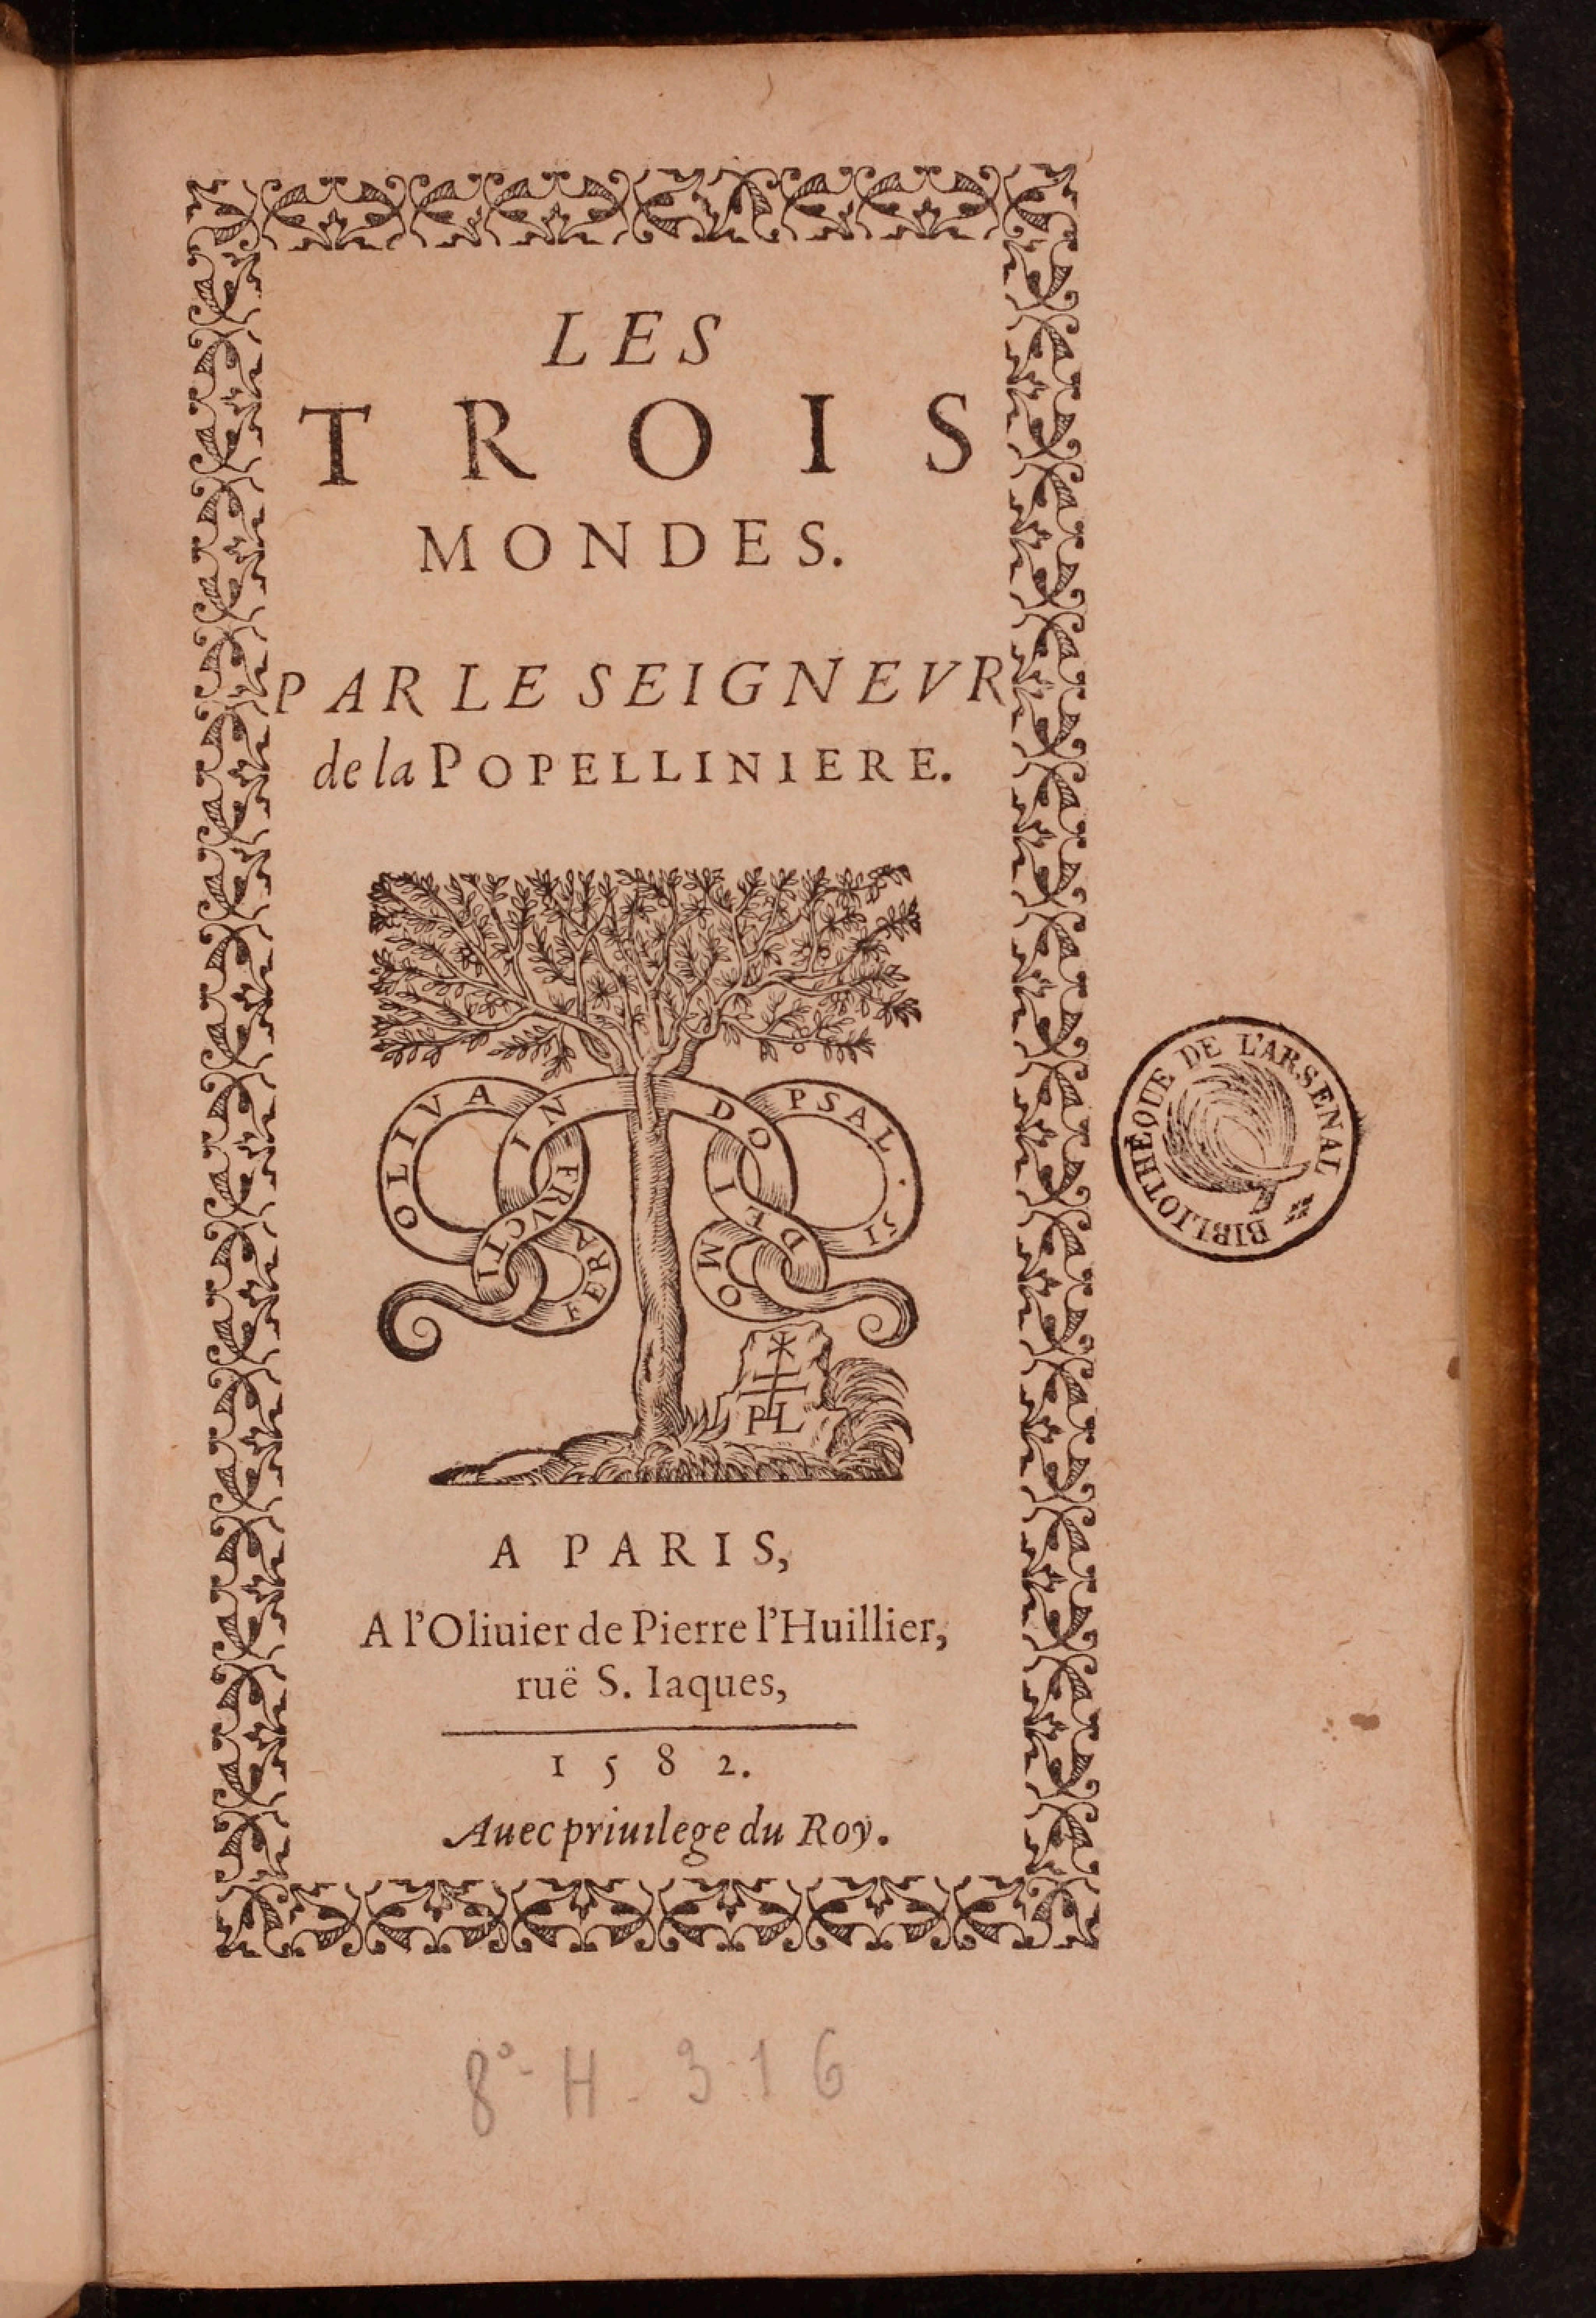 LES
TROIS
MONDES.
PAR LE SEIGNEVR
de la POPELLINIERE.
OLIVA FRVCTIFERA IN DOMO DEI PSAL. 51
PL
A PARIS,
A l'Oliuier de Pierre l'Huillier,
ruë S. Iaques,
1582.
Auec priuilege du Roy.
BIBLIOTHÈQUE DE L'ARSENAL
8° - H - 316